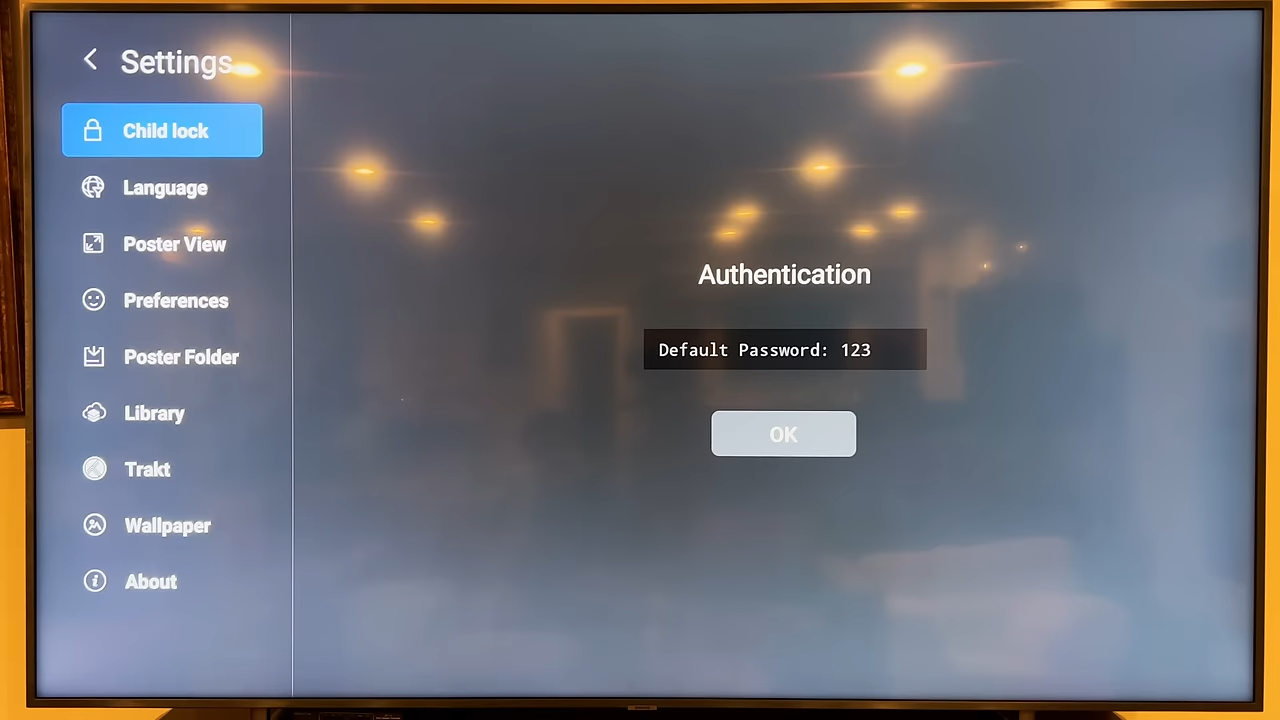 Settings
Child lock
Language
Poster View
Preferences
Poster Folder
Library
Trakt
Wallpaper
About
Authentication
Default Password: 123
OK